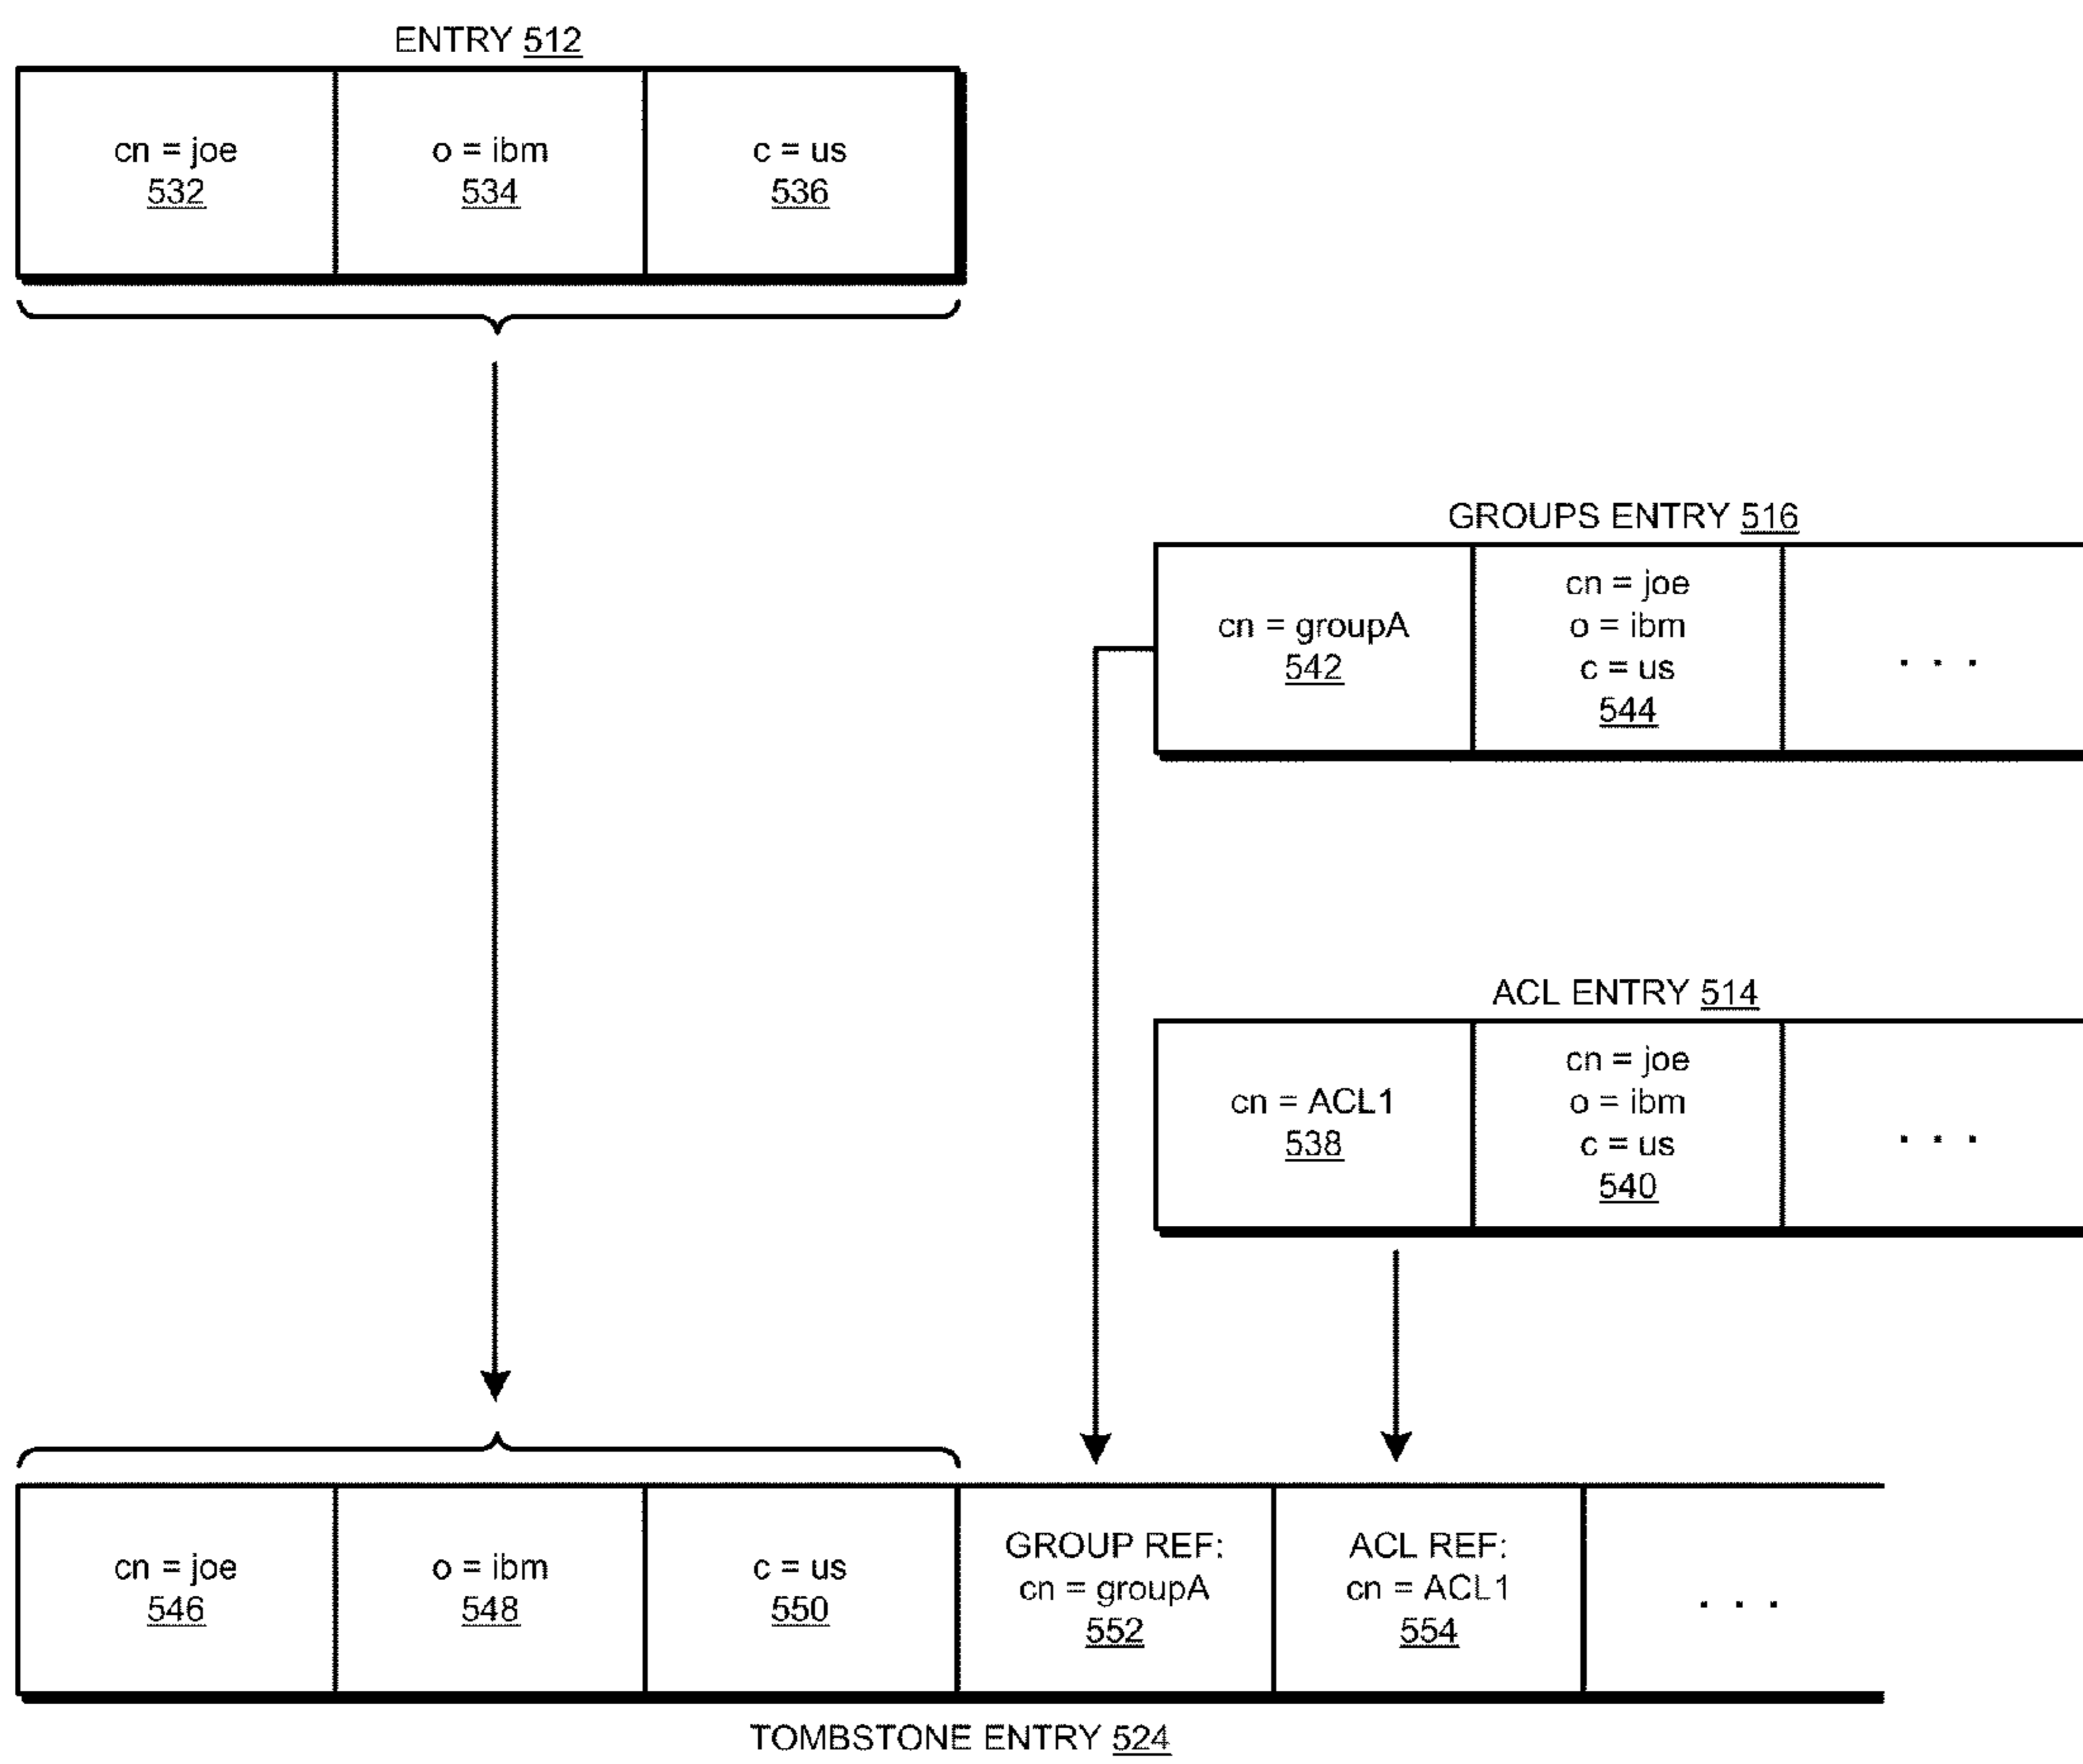 ENTRY 512
cn = joe
532
o = ibm
534
c = us
536
GROUPS ENTRY 516
cn = groupA
542
cn = joe
o = ibm
c = us
544
. . .
ACL ENTRY 514
cn = ACL1
538
cn = joe
o = ibm
c = us
540
. . .
cn = joe
546
o = ibm
548
c = us
550
GROUP REF:
cn = groupA
552
ACL REF:
cn = ACL1
554
. . .
TOMBSTONE ENTRY 524